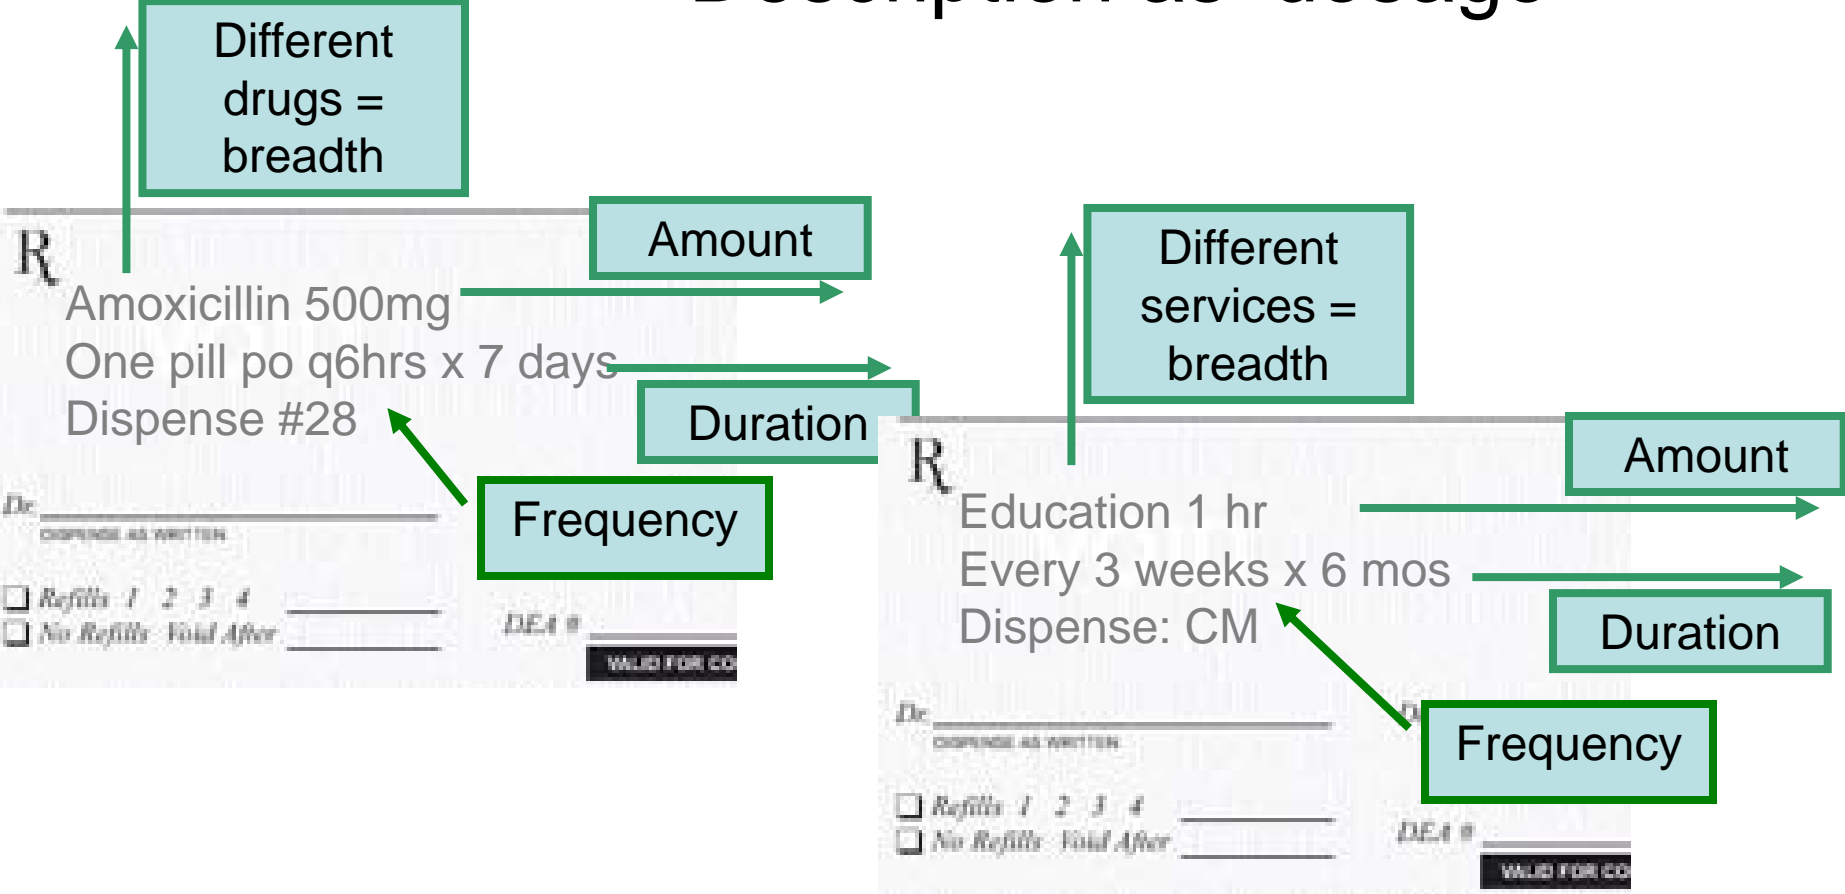 Description as "dosage"
Different
drugs =
breadth
Amount
R
Amoxicillin 500mg
One pill po q6hrs x 7 days
Dispense #28
Duration
Frequency
Dr.
DISPENSE AS WRITTEN
Refills 1 2 3 4
No Refills Void After
DEA #
VALID FOR CO
Different
services =
breadth
Amount
R
Education 1 hr
Every 3 weeks x 6 mos
Dispense: CM
Duration
Frequency
Dr.
DISPENSE AS WRITTEN
Refills 1 2 3 4
No Refills Void After
DEA #
VALID FOR CO